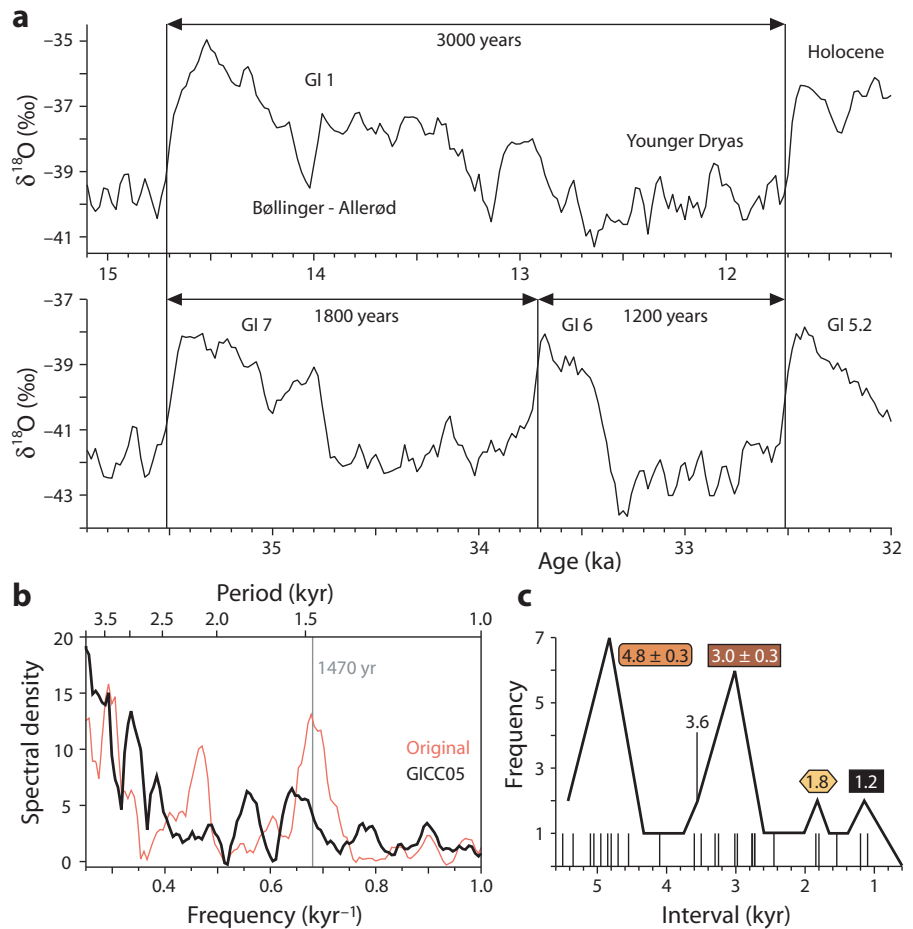 a
3000 years
Holocene
GI 1
Younger Dryas
Bøllinger - Allerød
δ¹⁸O (‰)
−35
−37
−39
−41
15 14 13 12
1800 years 1200 years
GI 7 GI 6 GI 5.2
δ¹⁸O (‰)
−37
−39
−41
−43
35 34 33 32
Age (ka)
b
Period (kyr)
3.5 2.5 2.0 1.5 1.0
20
15
10
5
0
Spectral density
1470 yr
Original
GICC05
0.4 0.6 0.8 1.0
Frequency (kyr⁻¹)
c
7
5
3
1
Frequency
4.8 ± 0.3 3.0 ± 0.3
3.6
1.8 1.2
5 4 3 2 1
Interval (kyr)